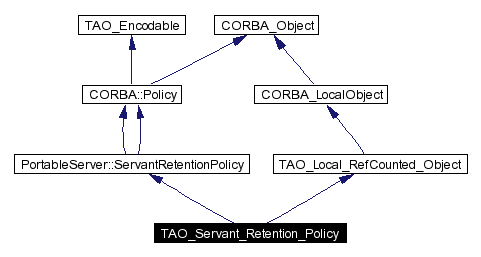 TAO_Encodable
CORBA_Object
CORBA::Policy
CORBA_LocalObject
PortableServer::ServantRetentionPolicy
TAO_Local_RefCounted_Object
TAO_Servant_Retention_Policy